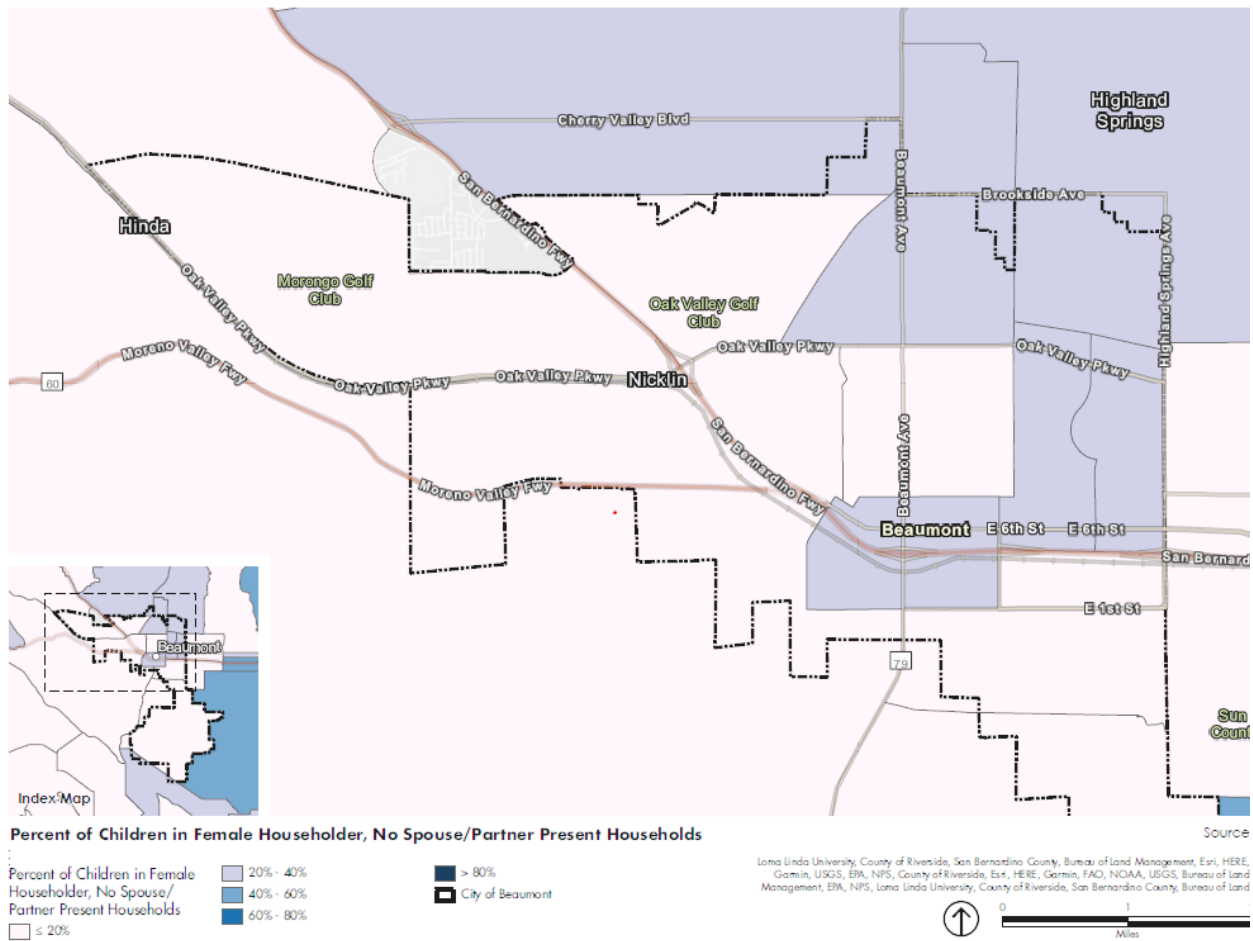 Highland
Springs
Cherry Valley Blvd
San Bernardino Fwy
Beaumont Ave
Brookside Ave
Hinda
Highland Springs Ave
Morongo Golf
Club
Oak Valley Pkwy
Oak Valley Golf
Club
Moreno Valley Fwy
Oak Valley Pkwy
Oak Valley Pkwy
60
Oak Valley Pkwy
Oak Valley Pkwy
Nicklin
San Bernardino Fwy
Beaumont Ave
Moreno Valley Fwy
Beaumont
E 6th St
E 6th St
San Bernard
E 1st St
79
Sun
Count
Beaumont
Index Map
Percent of Children in Female Householder, No Spouse/Partner Present Households
Source
:
Percent of Children in Female
Householder, No Spouse/
Partner Present Households
≤ 20%
20% - 40%
40% - 60%
60% - 80%
> 80%
City of Beaumont
Loma Linda University, County of Riverside, San Bernardino County, Bureau of Land Management, Esri, HERE,
Garmin, USGS, EPA, NPS, County of Riverside, Esri, HERE, Garmin, FAO, NOAA, USGS, Bureau of Land
Management, EPA, NPS, Loma Linda University, County of Riverside, San Bernardino County, Bureau of Land
0
1
Miles